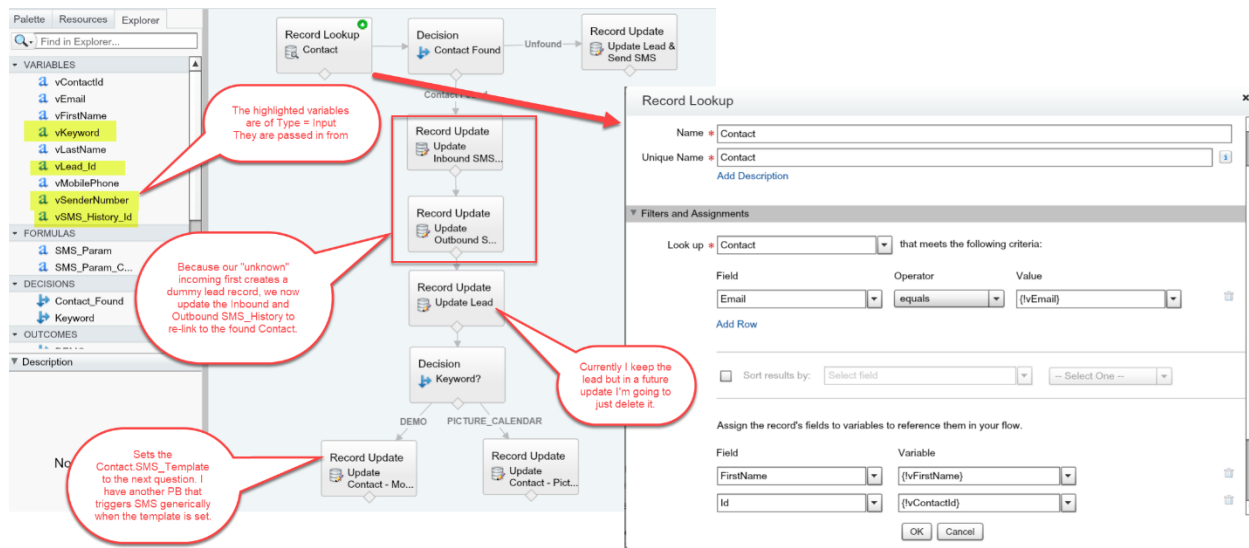 Palette Resources Explorer
Find in Explorer...
VARIABLES
vContactId
vEmail
vFirstName
vKeyword
vLastName
vLead_Id
vMobilePhone
vSenderNumber
vSMS_History_Id
FORMULAS
SMS_Param
SMS_Param_C...
DECISIONS
Contact_Found
Keyword
OUTCOMES
Description
No
The highlighted variables
are of Type = Input
They are passed in from
Because our "unknown"
incoming first creates a
dummy lead record, we now
update the Inbound and
Outbound SMS_History to
re-link to the found Contact.
Sets the
Contact.SMS_Template
to the next question. I
have another PB that
triggers SMS generically
when the template is set.
Record Lookup
Contact
Decision
Contact Found
Unfound
Record Update
Update Lead &
Send SMS
Record Update
Update
Inbound SMS...
Record Update
Update
Outbound S...
Record Update
Update Lead
Currently I keep the
lead but in a future
update I'm going to
just delete it.
Decision
Keyword?
DEMO PICTURE_CALENDAR
Record Update
Update
Contact - Mo...
Record Update
Update
Contact - Pict...
Record Lookup
x
Name * Contact
Unique Name * Contact
i
Add Description
Filters and Assignments
Look up * Contact that meets the following criteria:
Field Operator Value
Email equals {!vEmail}
Add Row
Sort results by: Select field -- Select One --
Assign the record's fields to variables to reference them in your flow.
Field Variable
FirstName {!vFirstName}
Id {!vContactId}
OK Cancel